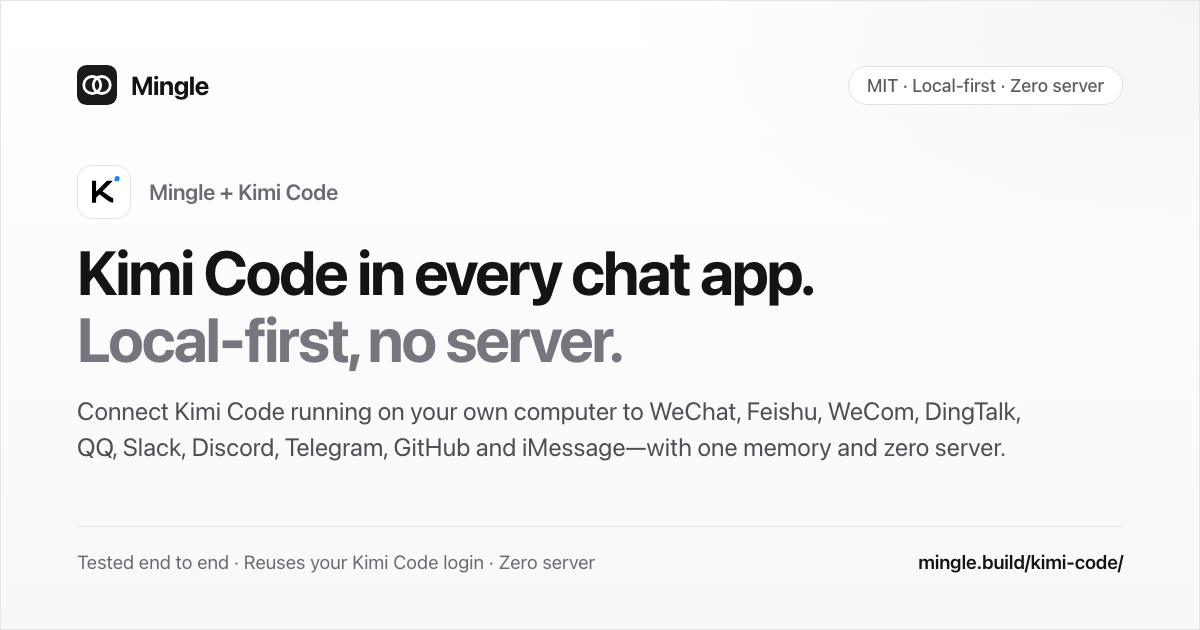 Mingle
MIT · Local-first · Zero server
K
Mingle + Kimi Code
Kimi Code in every chat app.
Local-first, no server.
Connect Kimi Code running on your own computer to WeChat, Feishu, WeCom, DingTalk,
QQ, Slack, Discord, Telegram, GitHub and iMessage—with one memory and zero server.
Tested end to end · Reuses your Kimi Code login · Zero server
mingle.build/kimi-code/